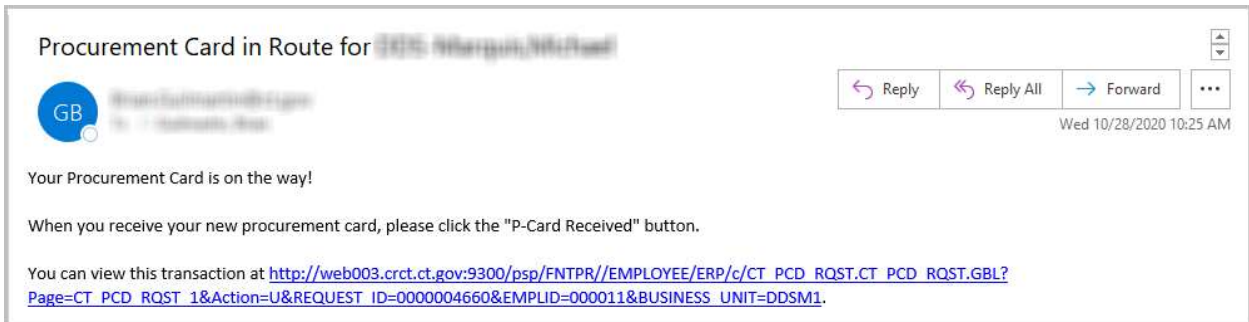 Procurement Card in Route for
GB
Reply Reply All Forward ...
Wed 10/28/2020 10:25 AM
Your Procurement Card is on the way!
When you receive your new procurement card, please click the "P-Card Received" button.
You can view this transaction at http://web003.crct.ct.gov:9300/psp/FNTPR//EMPLOYEE/ERP/c/CT_PCD_RQST.CT_PCD_RQST.GBL?
Page=CT_PCD_RQST_1&Action=U&REQUEST_ID=0000004660&EMPLID=000011&BUSINESS_UNIT=DDSM1.